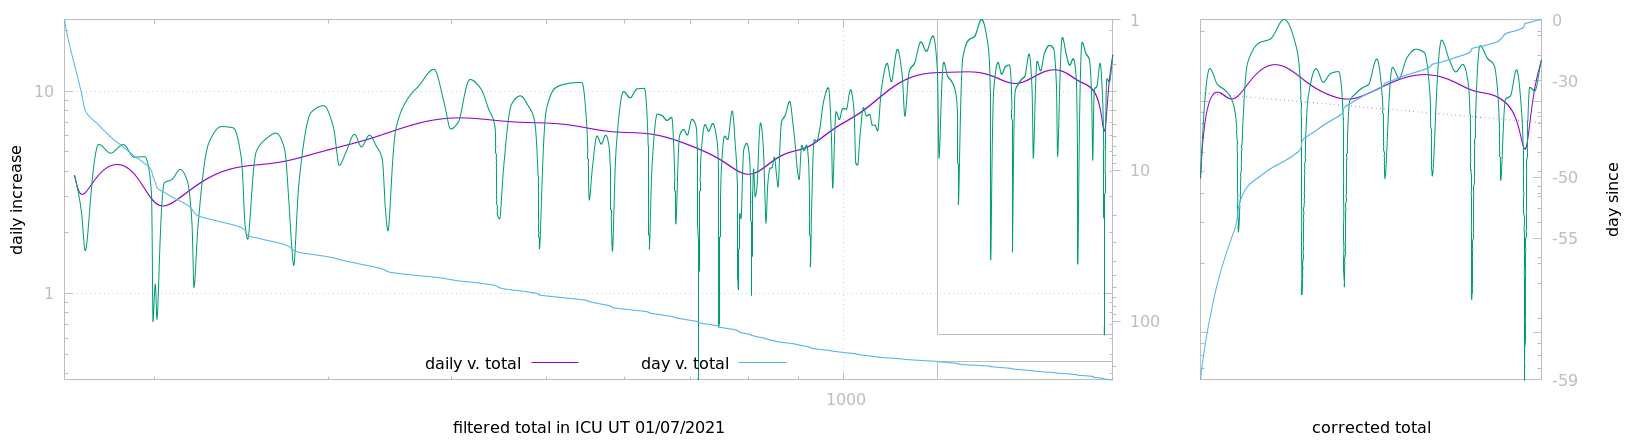 daily increase
10
1
1
10
100
daily v. total
day v. total
1000
filtered total in ICU UT 01/07/2021
0
-30
-50
-55
-59
day since
corrected total